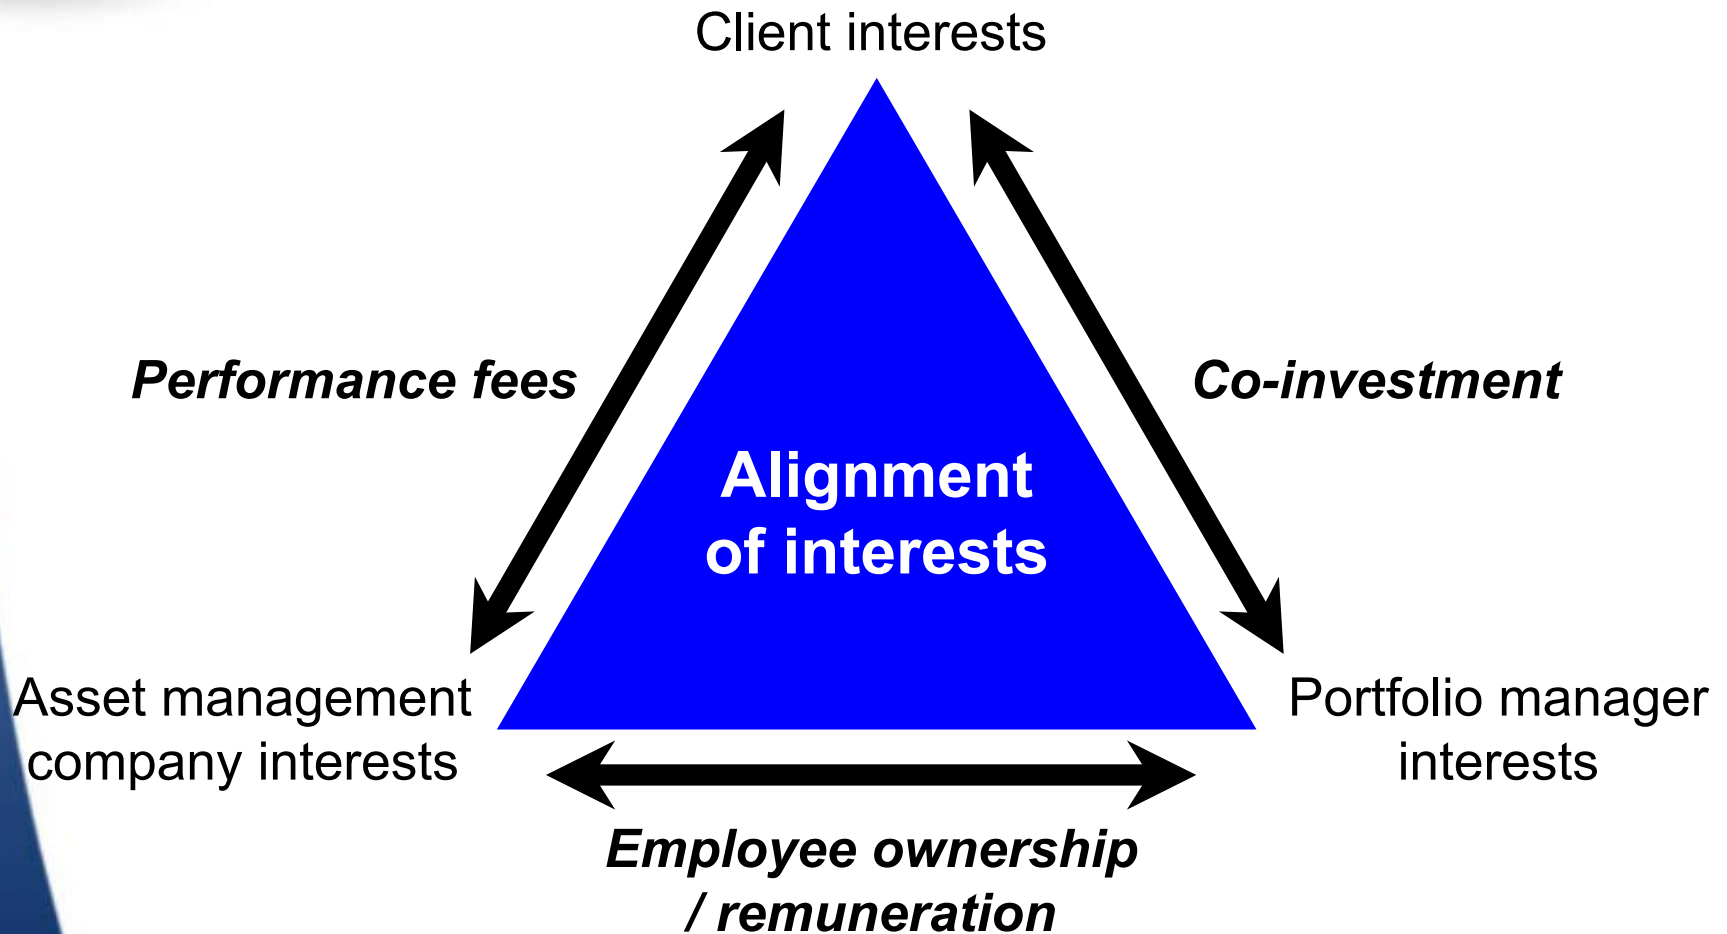 Client interests
Performance fees
Co-investment
Alignment
of interests
Asset management
company interests
Portfolio manager
interests
Employee ownership
/ remuneration